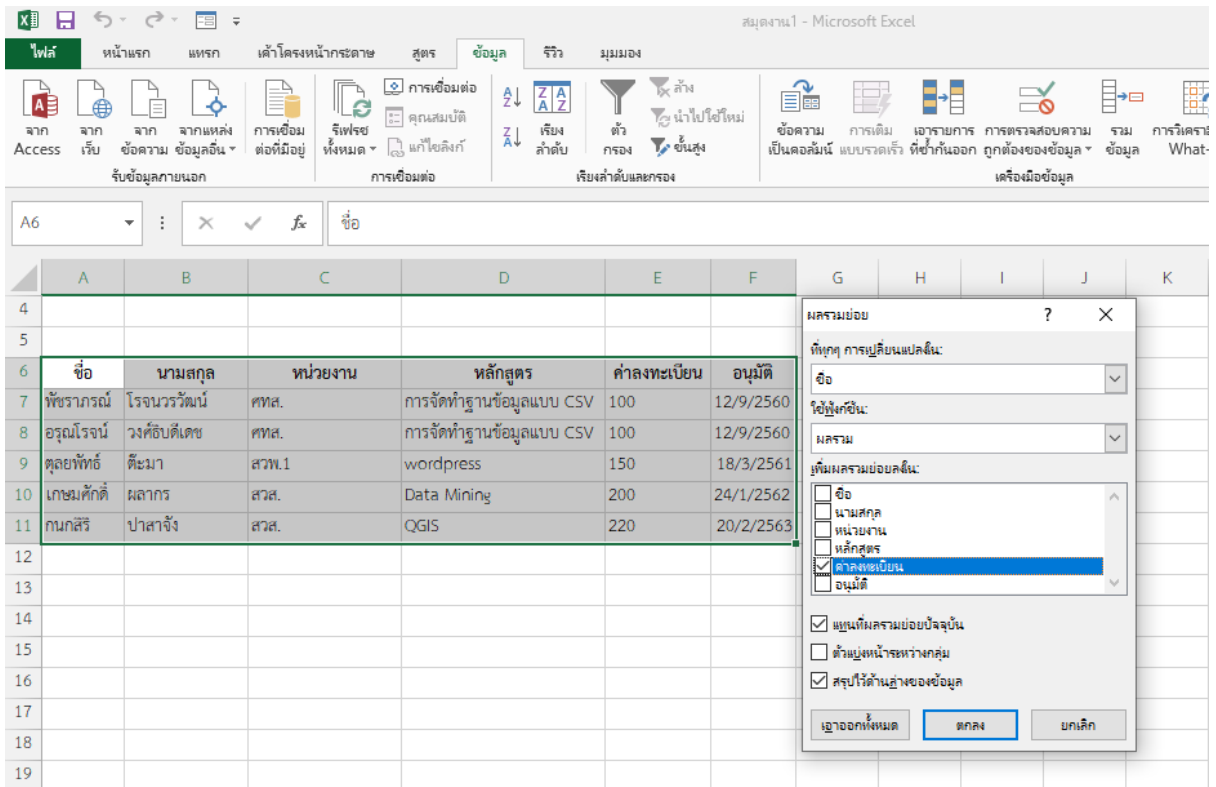 สมุดงาน1 - Microsoft Excel
ไฟล์ หน้าแรก แทรก เค้าโครงหน้ากระดาษ สูตร ข้อมูล รีวิว มุมมอง
จาก Access
จาก เว็บ
จาก ข้อความ
จากแหล่ง ข้อมูลอื่น
การเชื่อม ต่อที่มีอยู่
รีเฟรช ทั้งหมด
การเชื่อมต่อ
คุณสมบัติ
แก้ไขลิงก์
เรียง ลำดับ
ตัว กรอง
ล้าง
นำไปใช้ใหม่
ขั้นสูง
ข้อความ เป็นคอลัมน์
การเติม แบบรวดเร็ว
เอารายการ ที่ซ้ำกันออก
การตรวจสอบความ ถูกต้องของข้อมูล
รวม ข้อมูล
การวิเครา What-
รับข้อมูลภายนอก การเชื่อมต่อ เรียงลำดับและกรอง เครื่องมือข้อมูล
A6 fx ชื่อ
A B C D E F G H I J K
4
5
6 ชื่อ นามสกุล หน่วยงาน หลักสูตร ค่าลงทะเบียน อนุมัติ
7 พัชราภรณ์ โรจนวรวัฒน์ ศทส. การจัดทำฐานข้อมูลแบบ CSV 100 12/9/2560
8 อรุณโรจน์ วงศ์ธิบดีเดช ศทส. การจัดทำฐานข้อมูลแบบ CSV 100 12/9/2560
9 ตุลยพัทธ์ ต๊ะมา สวพ.1 wordpress 150 18/3/2561
10 เกษมศักดิ์ ผลากร สวส. Data Mining 200 24/1/2562
11 กนกสิริ ปาสาจัง สวส. QGIS 220 20/2/2563
12
13
14
15
16
17
18
19
ผลรวมย่อย ?
ที่ทุกๆ การเปลี่ยนแปลงใน:
ชื่อ
ใช้ฟังก์ชัน:
ผลรวม
เพิ่มผลรวมย่อยลงใน:
ชื่อ
นามสกุล
หน่วยงาน
หลักสูตร
ค่าลงทะเบียน
อนุมัติ
แทนที่ผลรวมย่อยปัจจุบัน
ตัวแบ่งหน้าระหว่างกลุ่ม
สรุปไว้ด้านล่างของข้อมูล
เอาออกทั้งหมด ตกลง ยกเลิก